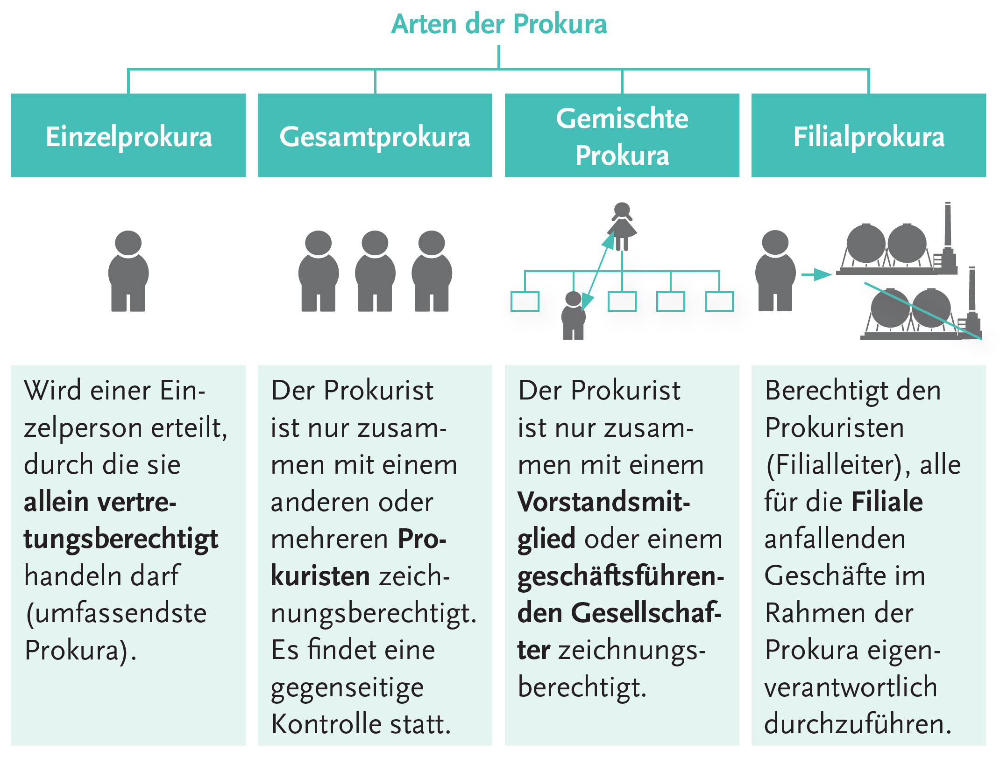 Arten der Prokura
Einzelprokura
Gesamtprokura
Gemischte
Prokura
Filialprokura
Wird einer Ein-
zelperson erteilt,
durch die sie
allein vertre-
tungsberechtigt
handeln darf
(umfassendste
Prokura).
Der Prokurist
ist nur zusam-
men mit einem
anderen oder
mehreren Pro-
kuristen zeich-
nungsberechtigt.
Es findet eine
gegenseitige
Kontrolle statt.
Der Prokurist
ist nur zusam-
men mit einem
Vorstandsmit-
glied oder einem
geschäftsführen-
den Gesellschaf-
ter zeichnungs-
berechtigt.
Berechtigt den
Prokuristen
(Filialleiter), alle
für die Filiale
anfallenden
Geschäfte im
Rahmen der
Prokura eigen-
verantwortlich
durchzuführen.